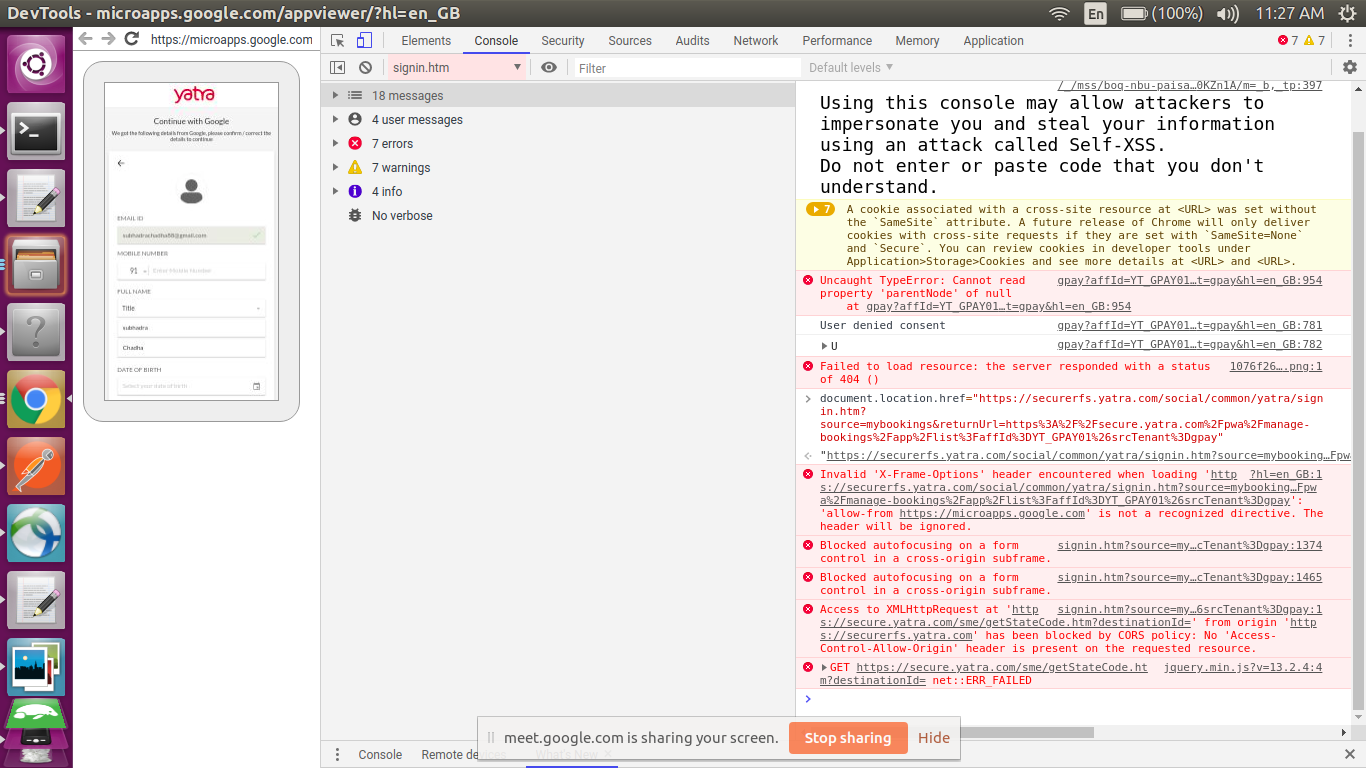 DevTools - microapps.google.com/appviewer/?hl=en_GB
En
(100%)
11:27 AM
https://microapps.google.com
Elements
Console
Security
Sources
Audits
Network
Performance
Memory
Application
7
7
signin.htm
Filter
Default levels
yatra
Continue with Google
We got the following details from Google, please confirm / correct the
details to continue
EMAIL ID
subhadrachadha88@gmail.com
MOBILE NUMBER
91
Enter Mobile Number
FULL NAME
Title
subhadra
Chadha
DATE OF BIRTH
Select your date of birth
18 messages
4 user messages
7 errors
7 warnings
4 info
No verbose
/_/mss/boq-nbu-paisa…0KZn1A/m=_b,_tp:397
Using this console may allow attackers to
impersonate you and steal your information
using an attack called Self-XSS.
Do not enter or paste code that you don't
understand.
7
A cookie associated with a cross-site resource at <URL> was set without
the `SameSite` attribute. A future release of Chrome will only deliver
cookies with cross-site requests if they are set with `SameSite=None`
and `Secure`. You can review cookies in developer tools under
Application>Storage>Cookies and see more details at <URL> and <URL>.
Uncaught TypeError: Cannot read gpay?affId=YT_GPAY01…t=gpay&hl=en_GB:954
property 'parentNode' of null
at gpay?affId=YT_GPAY01…t=gpay&hl=en_GB:954
User denied consent gpay?affId=YT_GPAY01…t=gpay&hl=en_GB:781
U gpay?affId=YT_GPAY01…t=gpay&hl=en_GB:782
Failed to load resource: the server responded with a status 1076f26….png:1
of 404 ()
document.location.href="https://securerfs.yatra.com/social/common/yatra/sign
in.htm?
source=mybookings&returnUrl=https%3A%2F%2Fsecure.yatra.com%2Fpwa%2Fmanage-
bookings%2Fapp%2Flist%3FaffId%3DYT_GPAY01%26srcTenant%3Dgpay"
"https://securerfs.yatra.com/social/common/yatra/signin.htm?source=mybooking…Fpwa
Invalid 'X-Frame-Options' header encountered when loading 'http ?hl=en_GB:1
s://securerfs.yatra.com/social/common/yatra/signin.htm?source=mybooking…Fpw
a%2Fmanage-bookings%2Fapp%2Flist%3FaffId%3DYT_GPAY01%26srcTenant%3Dgpay':
'allow-from https://microapps.google.com' is not a recognized directive. The
header will be ignored.
Blocked autofocusing on a form signin.htm?source=my…cTenant%3Dgpay:1374
control in a cross-origin subframe.
Blocked autofocusing on a form signin.htm?source=my…cTenant%3Dgpay:1465
control in a cross-origin subframe.
Access to XMLHttpRequest at 'http signin.htm?source=my…6srcTenant%3Dgpay:1
s://secure.yatra.com/sme/getStateCode.htm?destinationId=' from origin 'http
s://securerfs.yatra.com' has been blocked by CORS policy: No 'Access-
Control-Allow-Origin' header is present on the requested resource.
GET https://secure.yatra.com/sme/getStateCode.ht jquery.min.js?v=13.2.4:4
m?destinationId= net::ERR_FAILED
meet.google.com is sharing your screen.
Stop sharing
Hide
Console
Remote de
What's New